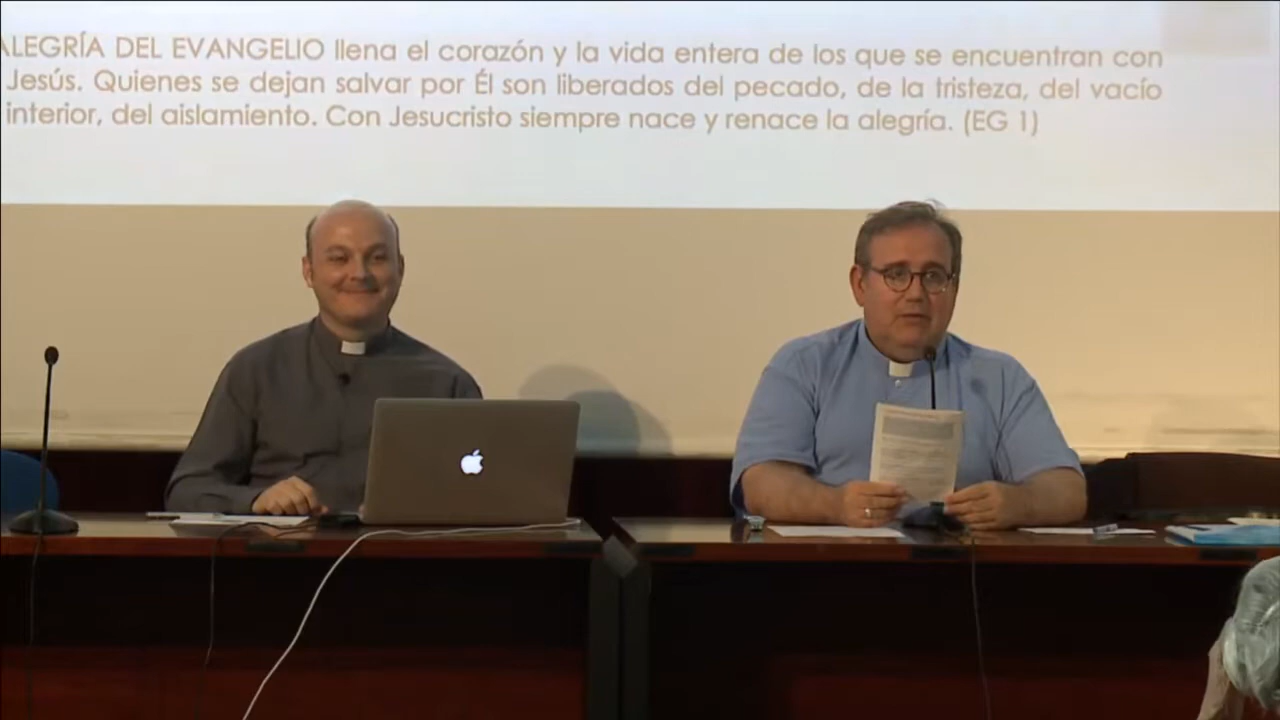 ALEGRÍA DEL EVANGELIO llena el corazón y la vida entera de los que se encuentran con
Jesús. Quienes se dejan salvar por Él son liberados del pecado, de la tristeza, del vacío
interior, del aislamiento. Con Jesucristo siempre nace y renace la alegría. (EG 1)